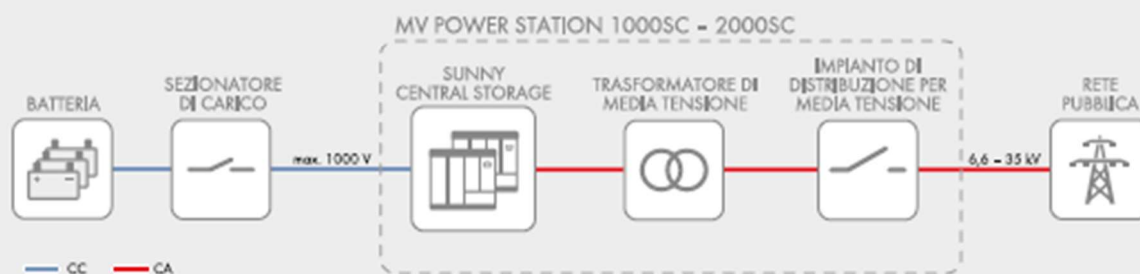 MV POWER STATION 1000SC – 2000SC
BATTERIA
SEZIONATORE
DI CARICO
max. 1000 V
SUNNY
CENTRAL STORAGE
TRASFORMATORE DI
MEDIA TENSIONE
IMPIANTO DI
DISTRIBUZIONE PER
MEDIA TENSIONE
6,6 – 35 kV
RETE
PUBBLICA
CC
CA